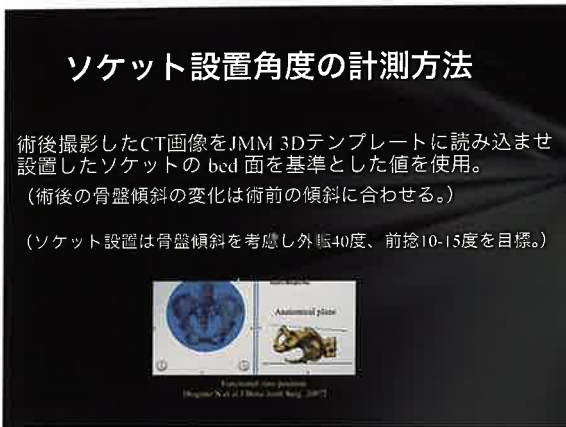 ソケット設置角度の計測方法
術後撮影したCT画像をJMM 3Dテンプレートに読み込ませ
設置したソケットの bed 面を基準とした値を使用。
（術後の骨盤傾斜の変化は術前の傾斜に合わせる。）
（ソケット設置は骨盤傾斜を考慮し外転40度、前捻10-15度を目標。）
Anatomical plane
Functional